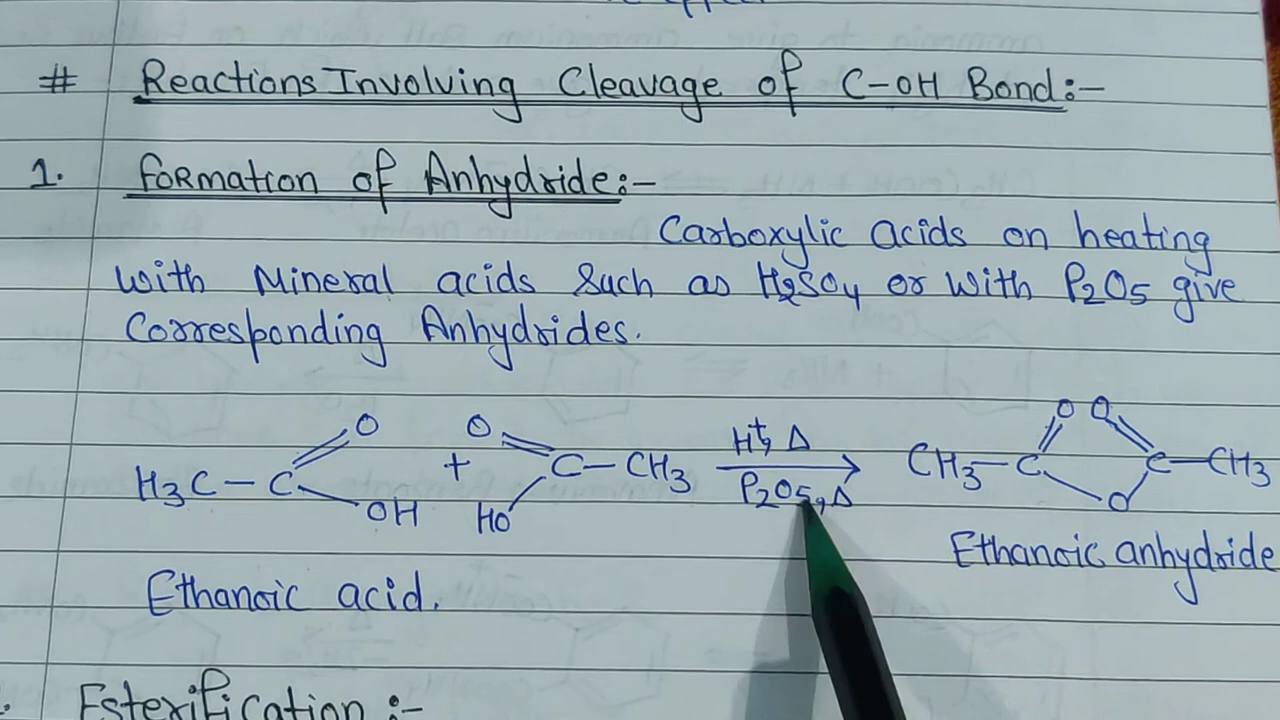 # Reactions Involving Cleavage of C-OH Bond:-
1. Formation of Anhydride:-
Carboxylic acids on heating
with Mineral acids such as H2SO4 or with P2O5 give
Corresponding Anhydrides.
O O O O
H+, Δ
H3C-C + C-CH3 → CH3-C C-CH3
P2O5, Δ
OH HO O
Ethanoic anhydride
Ethanoic acid.
Esterification :-